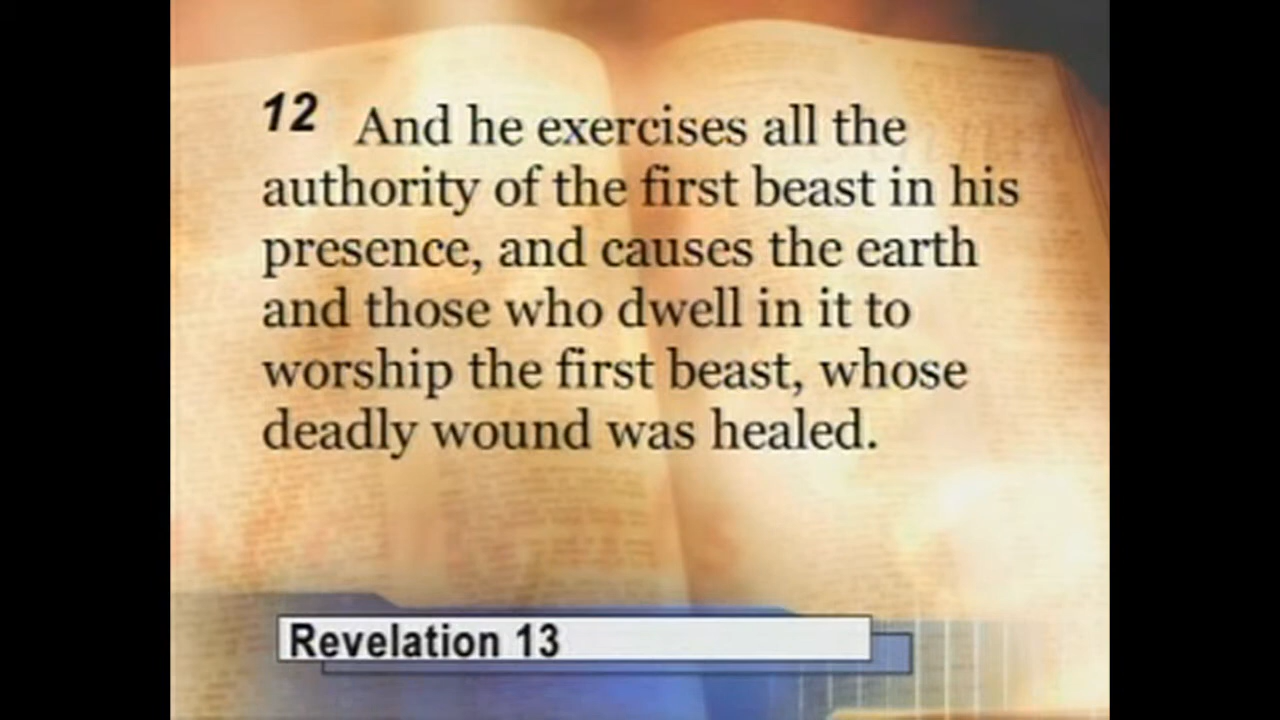 12 And he exercises all the
authority of the first beast in his
presence, and causes the earth
and those who dwell in it to
worship the first beast, whose
deadly wound was healed.
Revelation 13